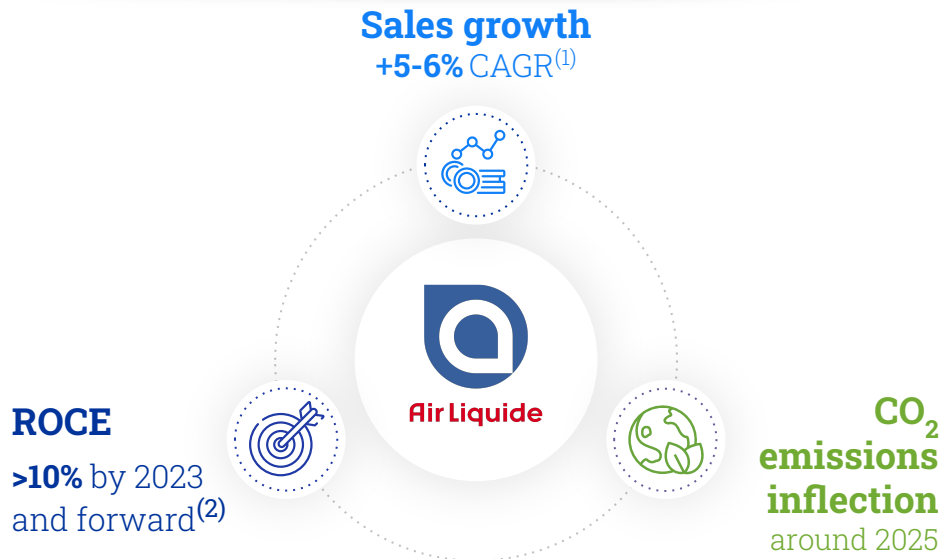 Sales growth
+5-6% CAGR(1)
Air Liquide
ROCE
>10% by 2023
and forward(2)
CO2
emissions
inflection
around 2025